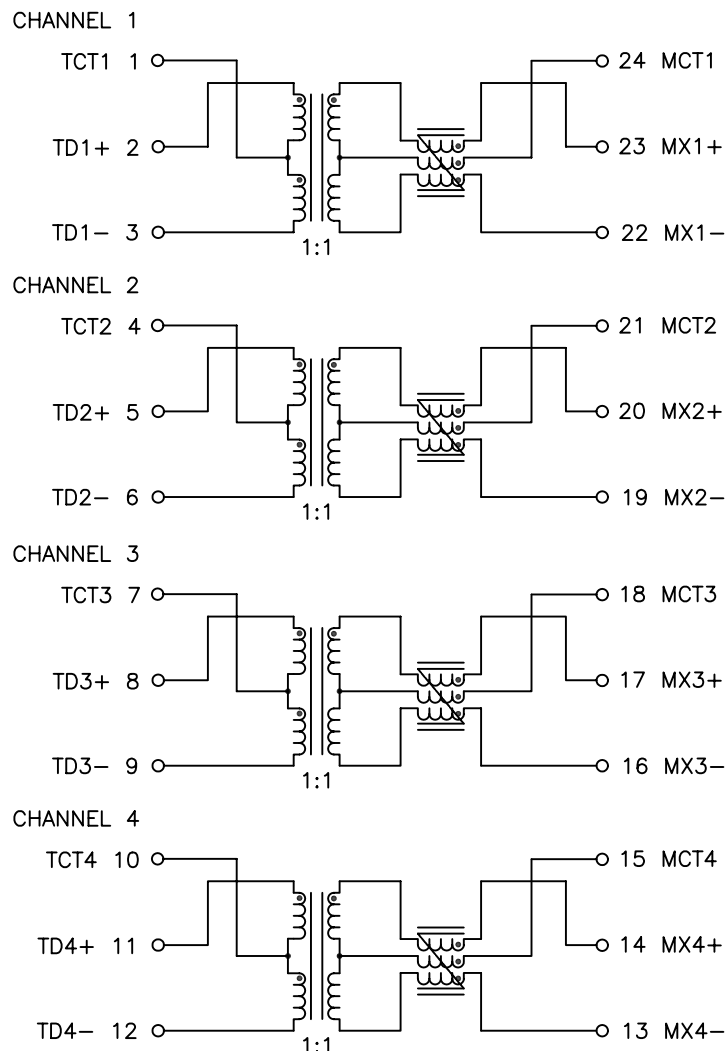 CHANNEL 1
TCT1 1 24 MCT1
TD1+ 2 23 MX1+
TD1- 3 22 MX1-
1:1
CHANNEL 2
TCT2 4 21 MCT2
TD2+ 5 20 MX2+
TD2- 6 19 MX2-
1:1
CHANNEL 3
TCT3 7 18 MCT3
TD3+ 8 17 MX3+
TD3- 9 16 MX3-
1:1
CHANNEL 4
TCT4 10 15 MCT4
TD4+ 11 14 MX4+
TD4- 12 13 MX4-
1:1